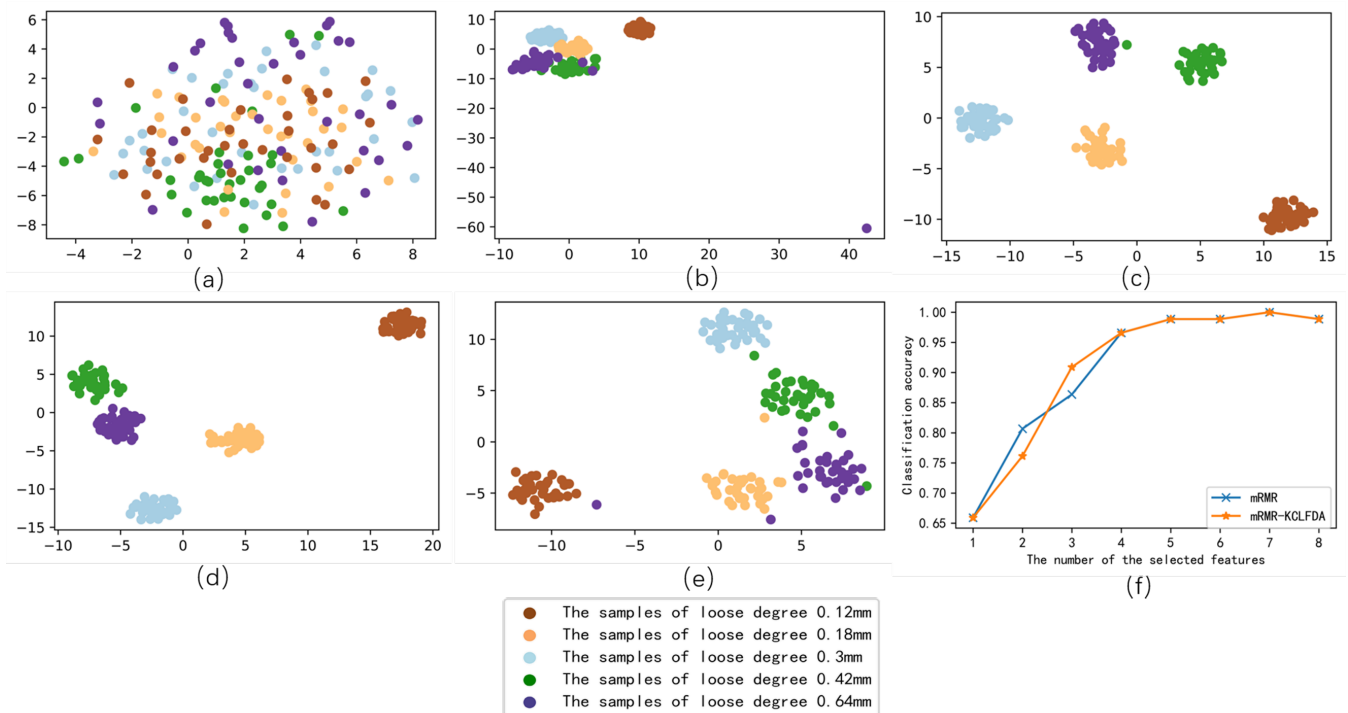 6
4
2
0
−2
−4
−6
−8
−4 −2 0 2 4 6 8
(a)
10
0
−10
−20
−30
−40
−50
−60
−10 0 10 20 30 40
(b)
10
5
0
−5
−10
−15 −10 −5 0 5 10 15
(c)
10
5
0
−5
−10
−15
−10 −5 0 5 10 15 20
(d)
10
5
0
−5
−10 −5 0 5
(e)
Classification accuracy
1.00
0.95
0.90
0.85
0.80
0.75
0.70
0.65
mRMR
mRMR-KCLFDA
1 2 3 4 5 6 7 8
The number of the selected features
(f)
The samples of loose degree 0.12mm
The samples of loose degree 0.18mm
The samples of loose degree 0.3mm
The samples of loose degree 0.42mm
The samples of loose degree 0.64mm